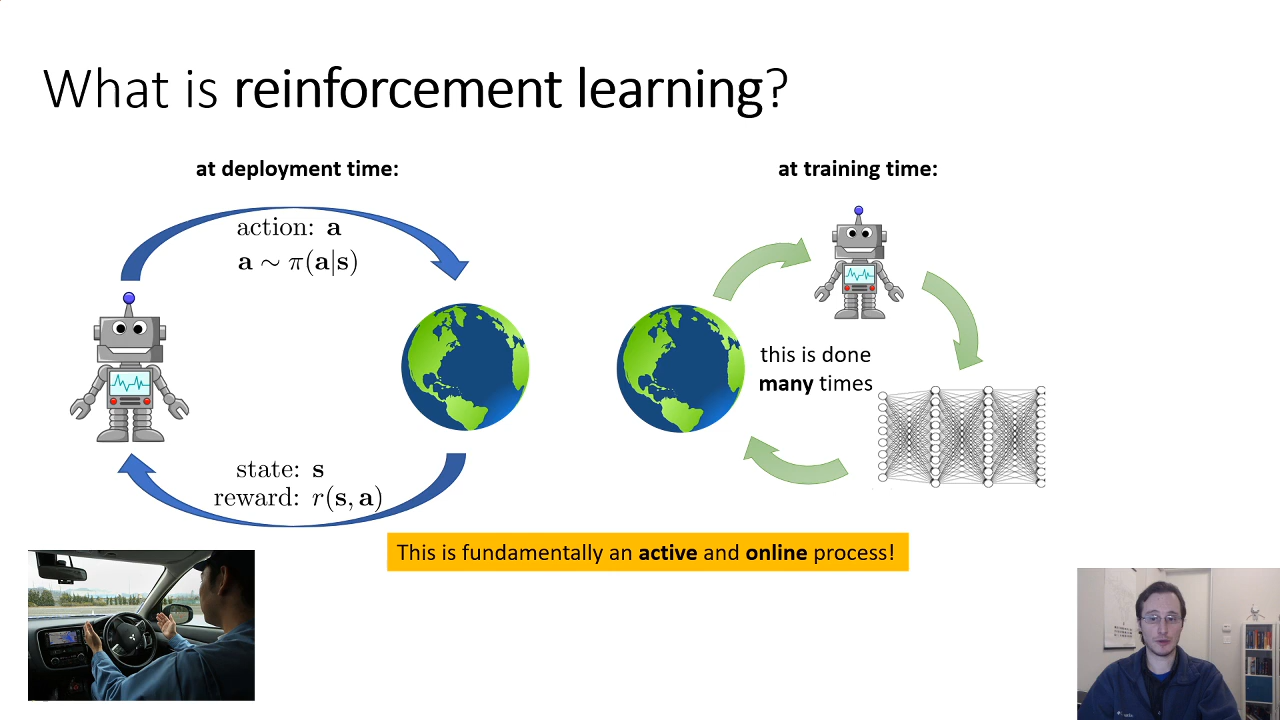 What is reinforcement learning?
at deployment time:
action: a
a ∼ π(a|s)
state: s
reward: r(s, a)
at training time:
this is done
many times
This is fundamentally an active and online process!